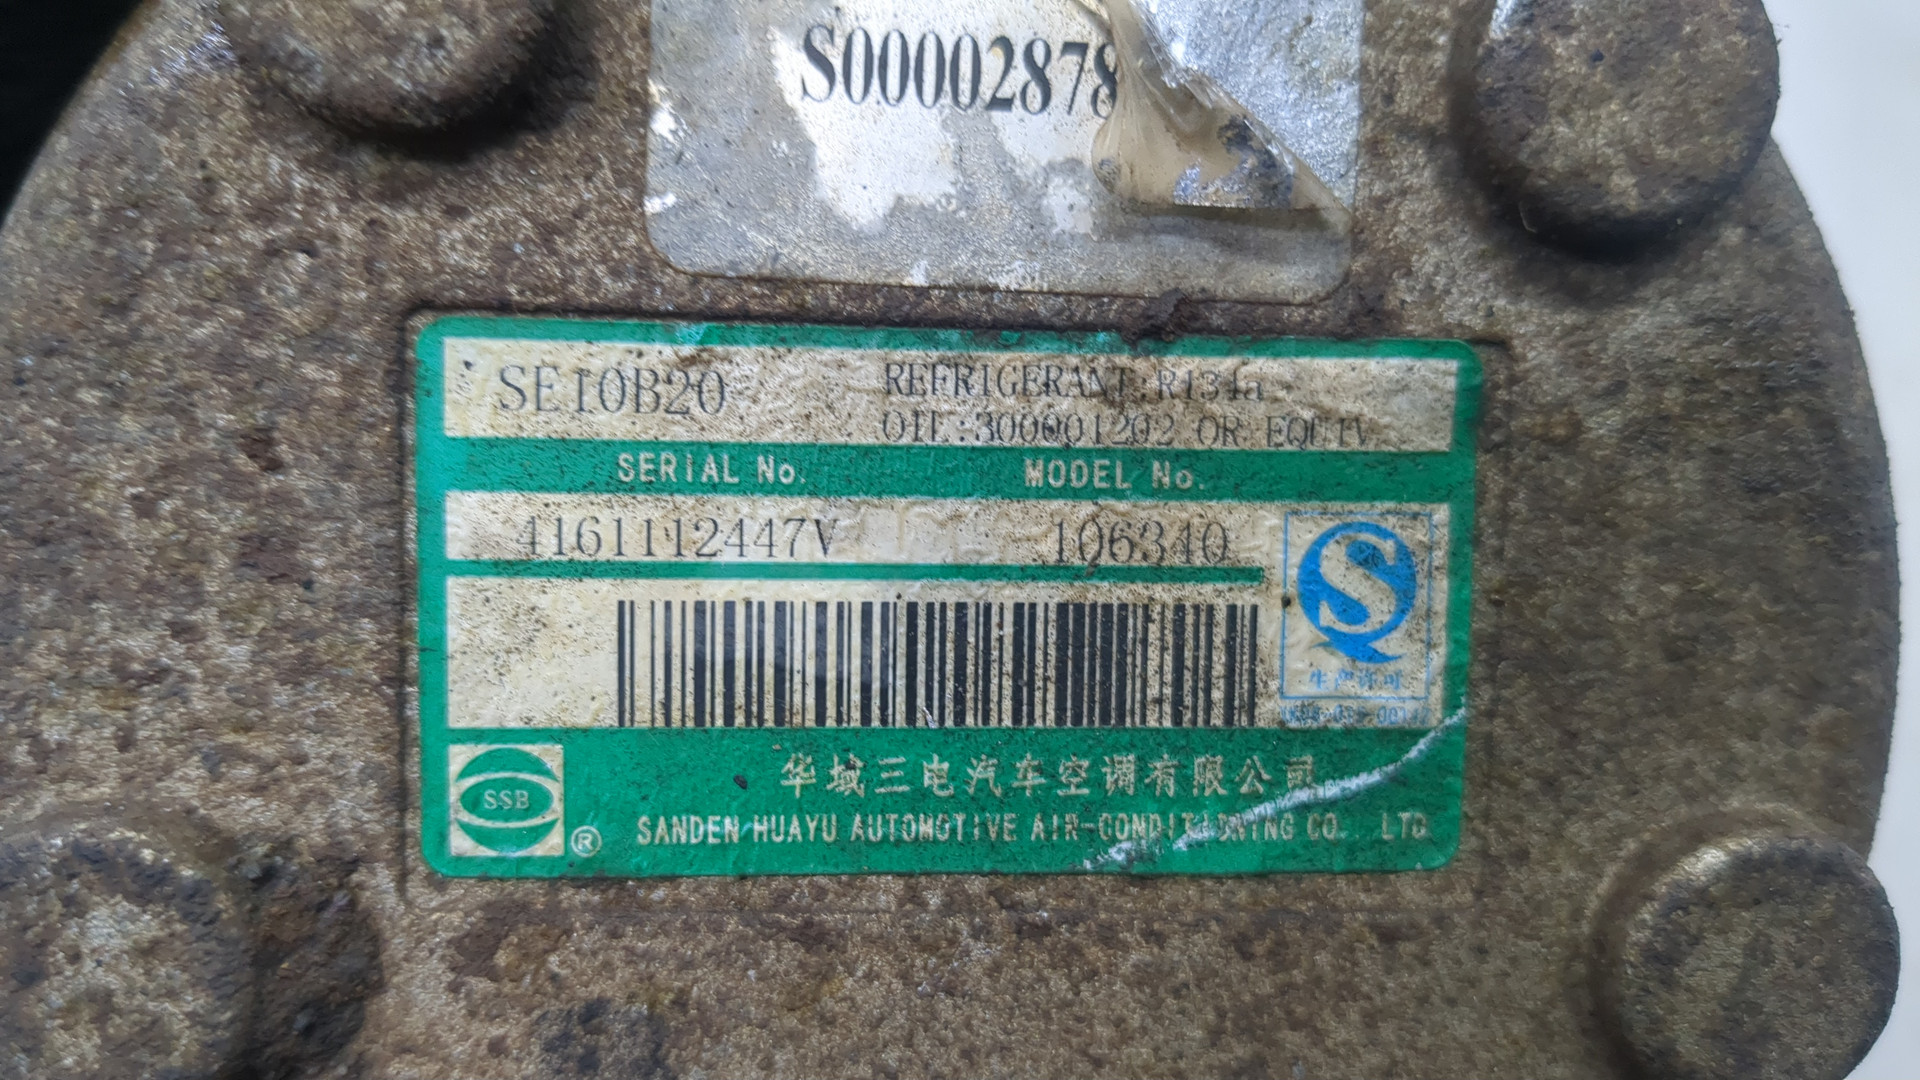 S00002878
SE10B20
REFRIGERANT:R134a
OIL:300001202 OR EQUIV
SERIAL No.
MODEL No.
4161112447V
106340
生产许可
SSB
®
华域三电汽车空调有限公司
SANDEN HUAYU AUTOMOTIVE AIR-CONDITIONING CO. LTD